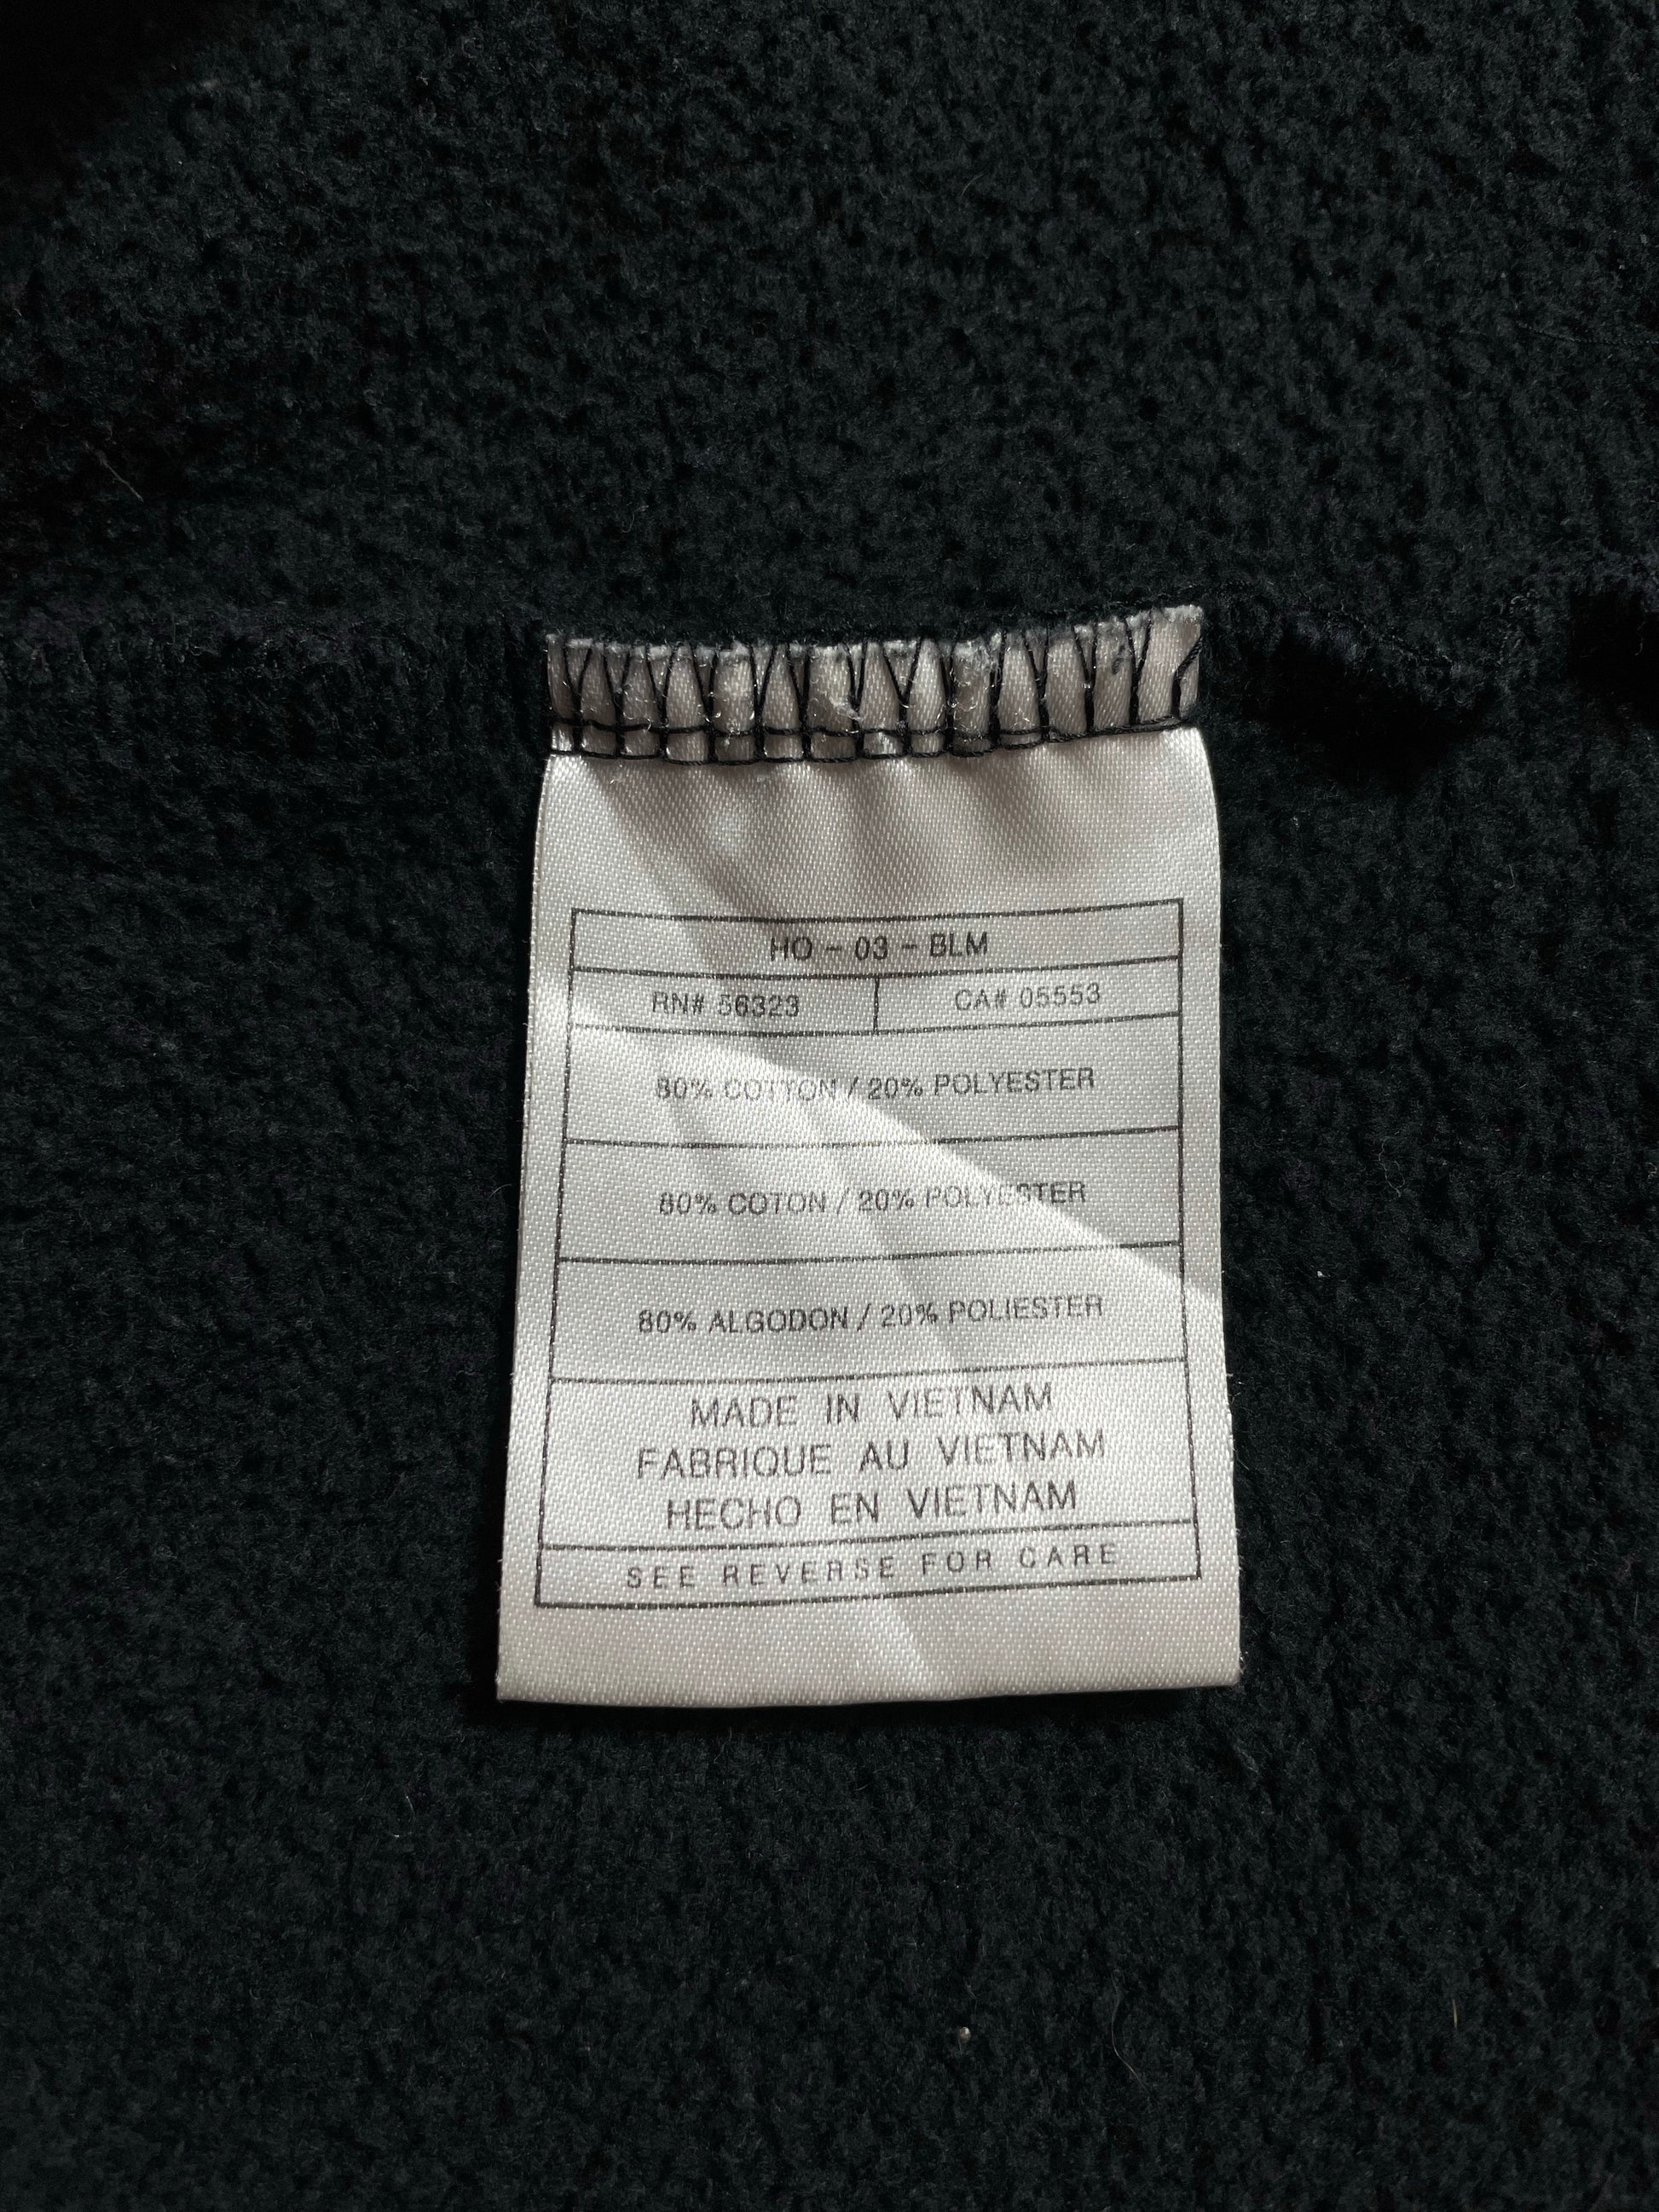 HO - 03 - BLM
RN# 56323 CA# 05553
80% COTTON / 20% POLYESTER
80% COTON / 20% POLYESTER
80% ALGODON / 20% POLIESTER
MADE IN VIETNAM
FABRIQUE AU VIETNAM
HECHO EN VIETNAM
SEE REVERSE FOR CARE